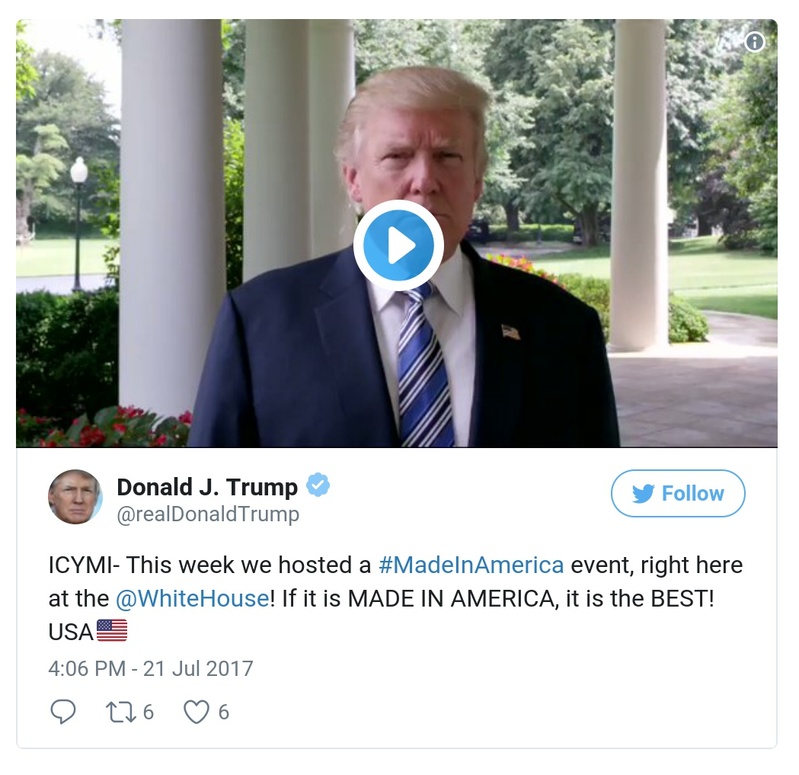 Donald J. Trump
@realDonaldTrump
Follow
ICYMI- This week we hosted a #MadeInAmerica event, right here
at the @WhiteHouse! If it is MADE IN AMERICA, it is the BEST!
USA🇺🇸
4:06 PM - 21 Jul 2017
6 6